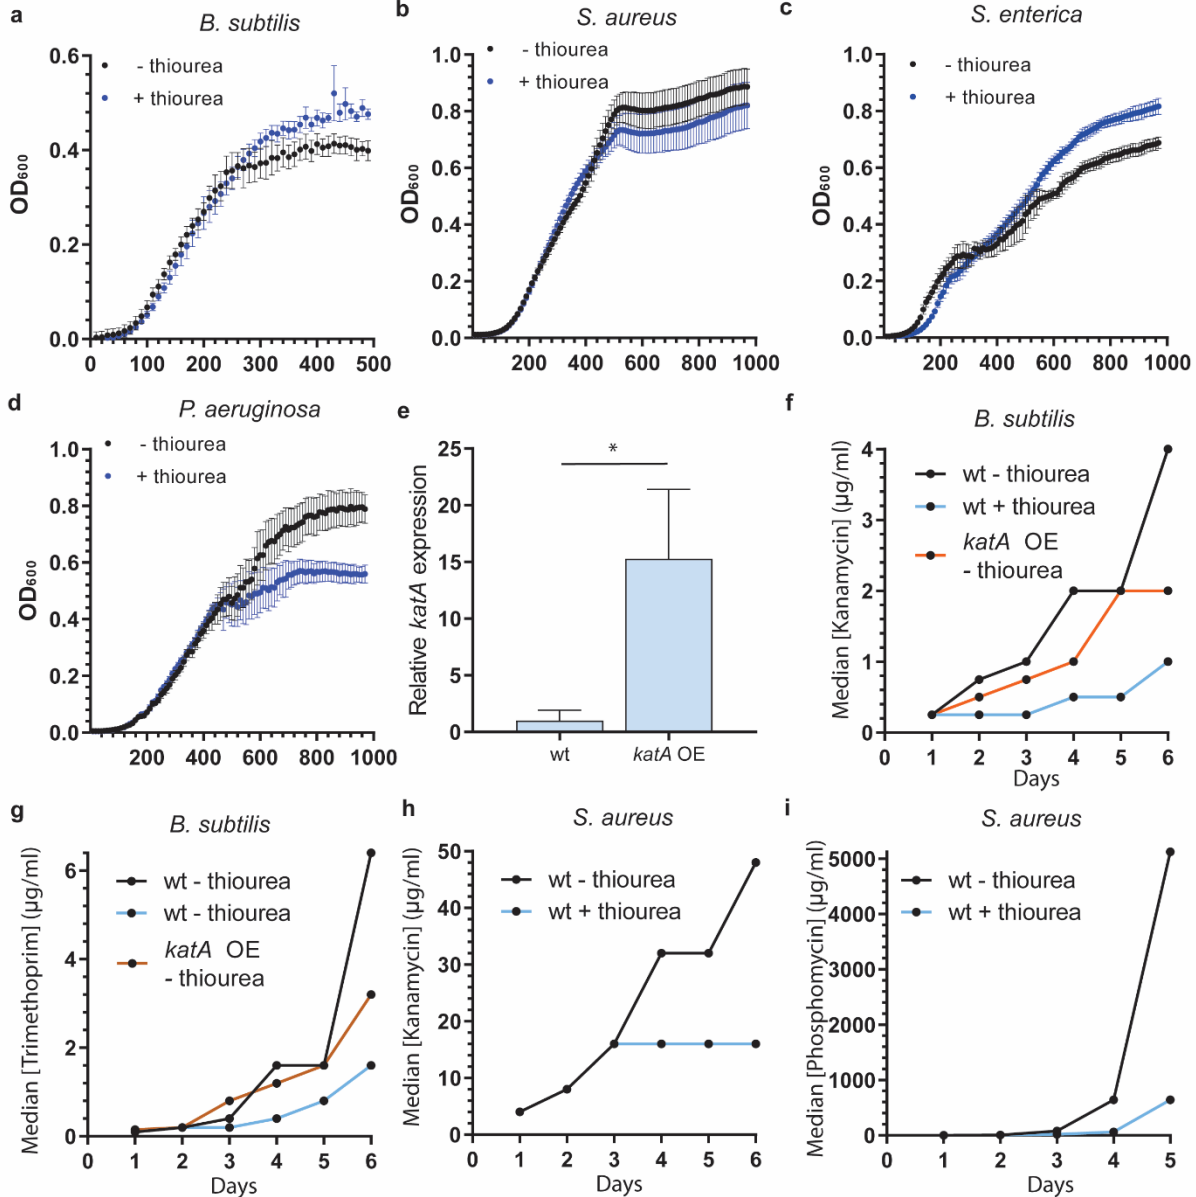 a
B. subtilis
- thiourea
+ thiourea
OD600
0.6
0.4
0.2
0.0
0 100 200 300 400 500
b
S. aureus
- thiourea
+ thiourea
OD600
1.0
0.8
0.6
0.4
0.2
0.0
200 400 600 800 1000
c
S. enterica
- thiourea
+ thiourea
OD600
1.0
0.8
0.6
0.4
0.2
0.0
200 400 600 800 1000
d
P. aeruginosa
- thiourea
+ thiourea
OD600
1.0
0.8
0.6
0.4
0.2
0.0
200 400 600 800 1000
e
Relative katA expression
25
20
15
10
5
0
*
wt katA OE
f
B. subtilis
wt - thiourea
wt + thiourea
katA OE
- thiourea
Median [Kanamycin] (μg/ml)
4
3
2
1
0
0 1 2 3 4 5 6
Days
g
B. subtilis
wt - thiourea
wt - thiourea
katA OE
- thiourea
Median [Trimethoprim] (μg/ml)
6
4
2
0
0 1 2 3 4 5 6
Days
h
S. aureus
wt - thiourea
wt + thiourea
Median [Kanamycin] (μg/ml)
50
40
30
20
10
0
0 1 2 3 4 5 6
Days
i
S. aureus
wt - thiourea
wt + thiourea
Median [Phosphomycin] (μg/ml)
5000
4000
3000
2000
1000
0
0 1 2 3 4 5
Days